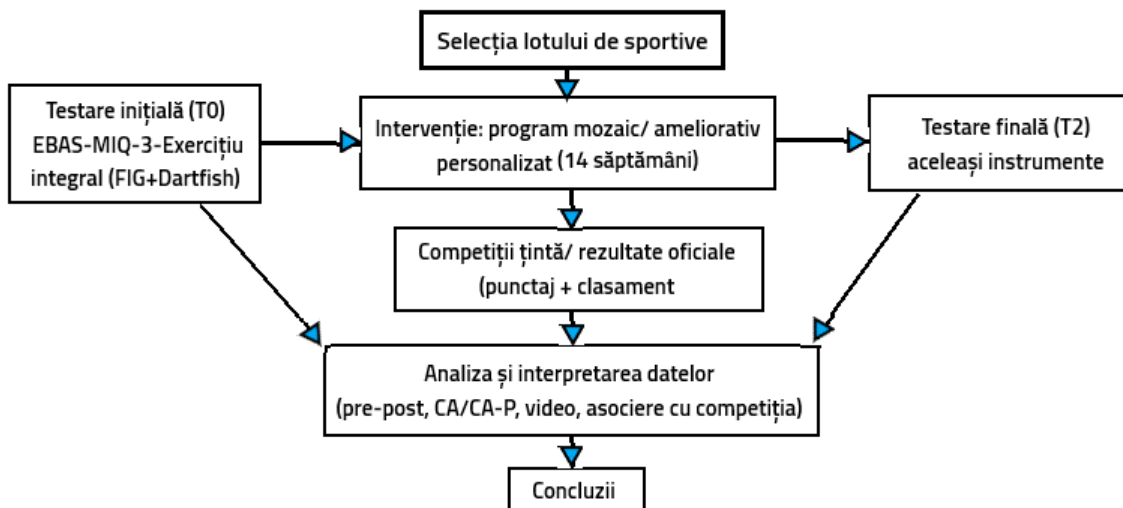 Selecția lotului de sportive
Testare inițială (T0)
EBAS-MIQ-3-Exercițiu
integral (FIG+Dartfish)
Intervenție: program mozaic/ ameliorativ
personalizat (14 săptămâni)
Testare finală (T2)
aceleași instrumente
Competiții țintă/ rezultate oficiale
(punctaj + clasament
Analiza și interpretarea datelor
(pre-post, CA/CA-P, video, asociere cu competiția)
Concluzii